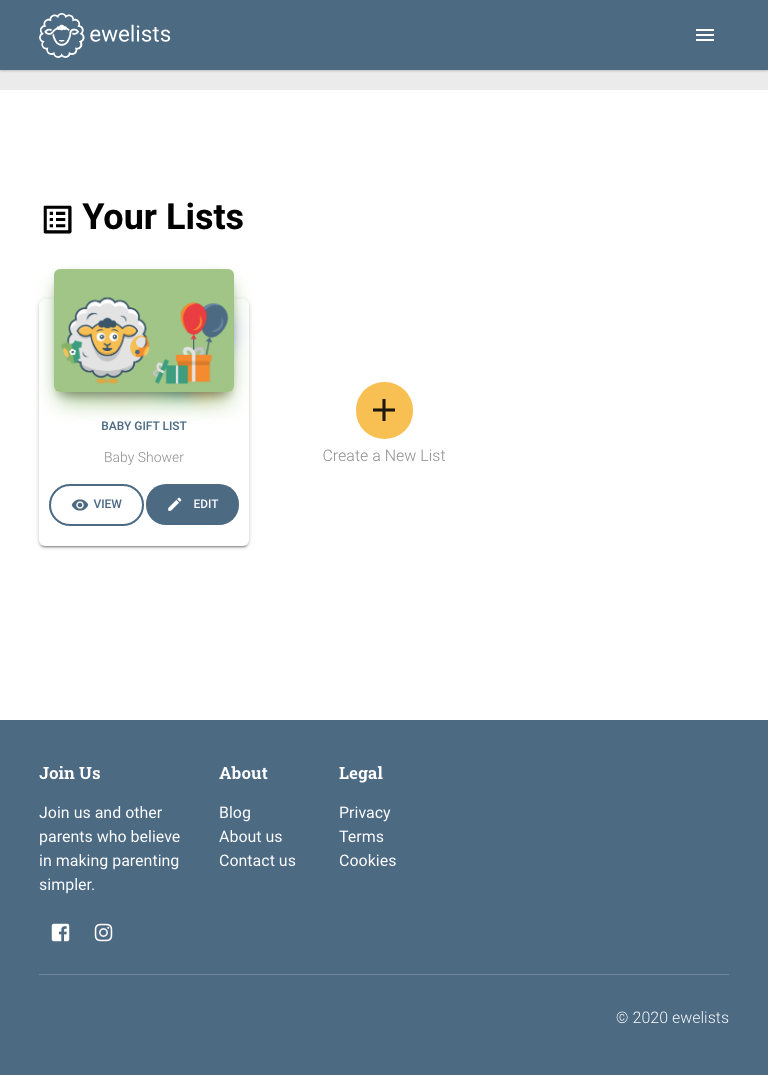 ewelists
Your Lists
BABY GIFT LIST
Baby Shower
VIEW
EDIT
Create a New List
Join Us
Join us and other
parents who believe
in making parenting
simpler.
About
Blog
About us
Contact us
Legal
Privacy
Terms
Cookies
© 2020 ewelists